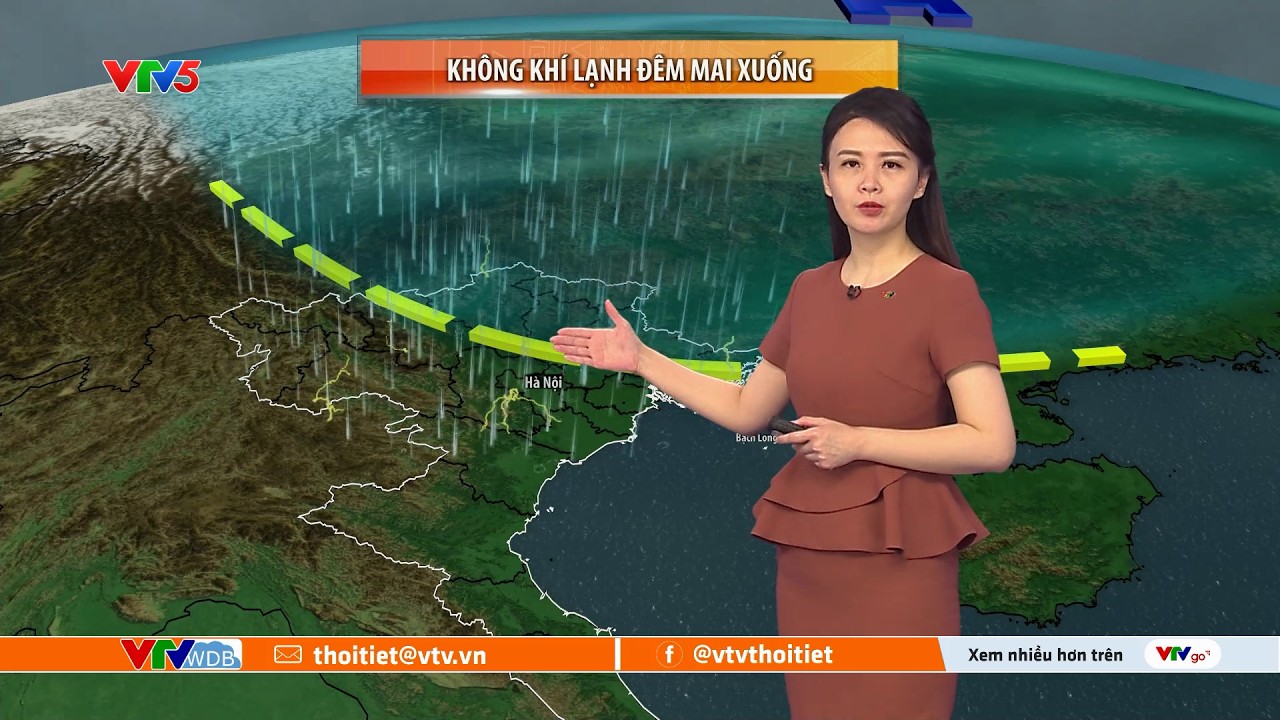 VTV5
KHÔNG KHÍ LẠNH ĐÊM MAI XUỐNG
Hà Nội
Bạch Long
VTV WDB
thoitiet@vtv.vn
@vtvthoitiet
Xem nhiều hơn trên
VTV go